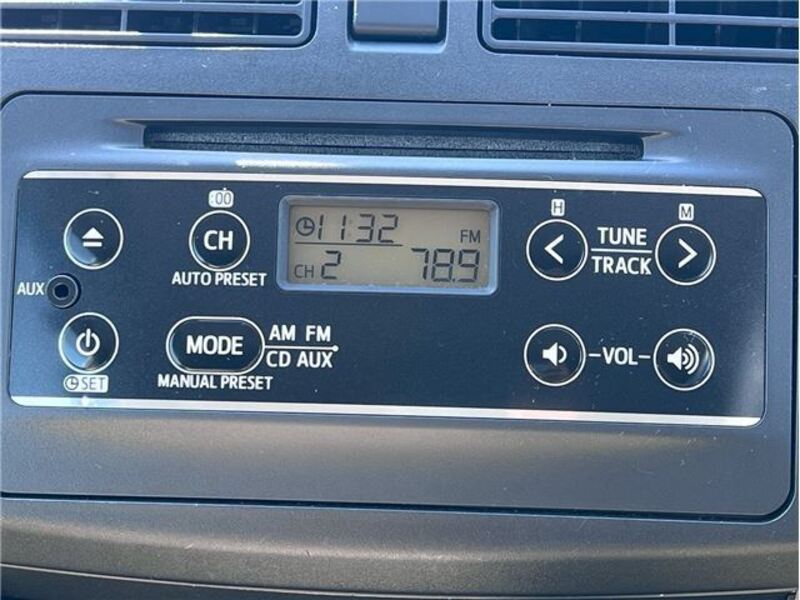 :00
CH
AUTO PRESET
AUX
SET
MODE
AM FM
CD AUX
MANUAL PRESET
11:32
FM
CH 2 78.9
H
M
TUNE
TRACK
VOL